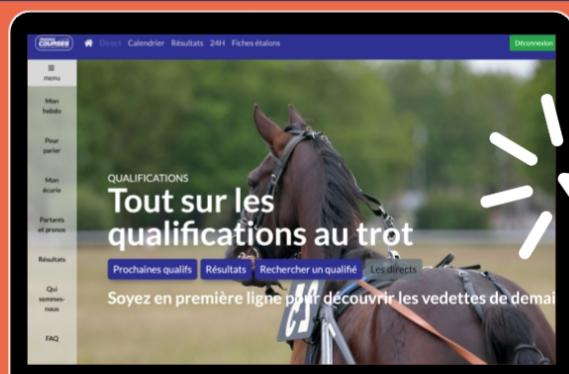 COURSES
Direct Calendrier Résultats 24H Fiches étalons
Déconnexion
menu
Mon
hebdo
Pour
parier
Mon
écurie
Partants
et pronos
Résultats
Qui
sommes-
nous
FAQ
QUALIFICATIONS
Tout sur les
qualifications au trot
Prochaines qualifs Résultats Rechercher un qualifié Les directs
Soyez en première ligne pour découvrir les vedettes de demai